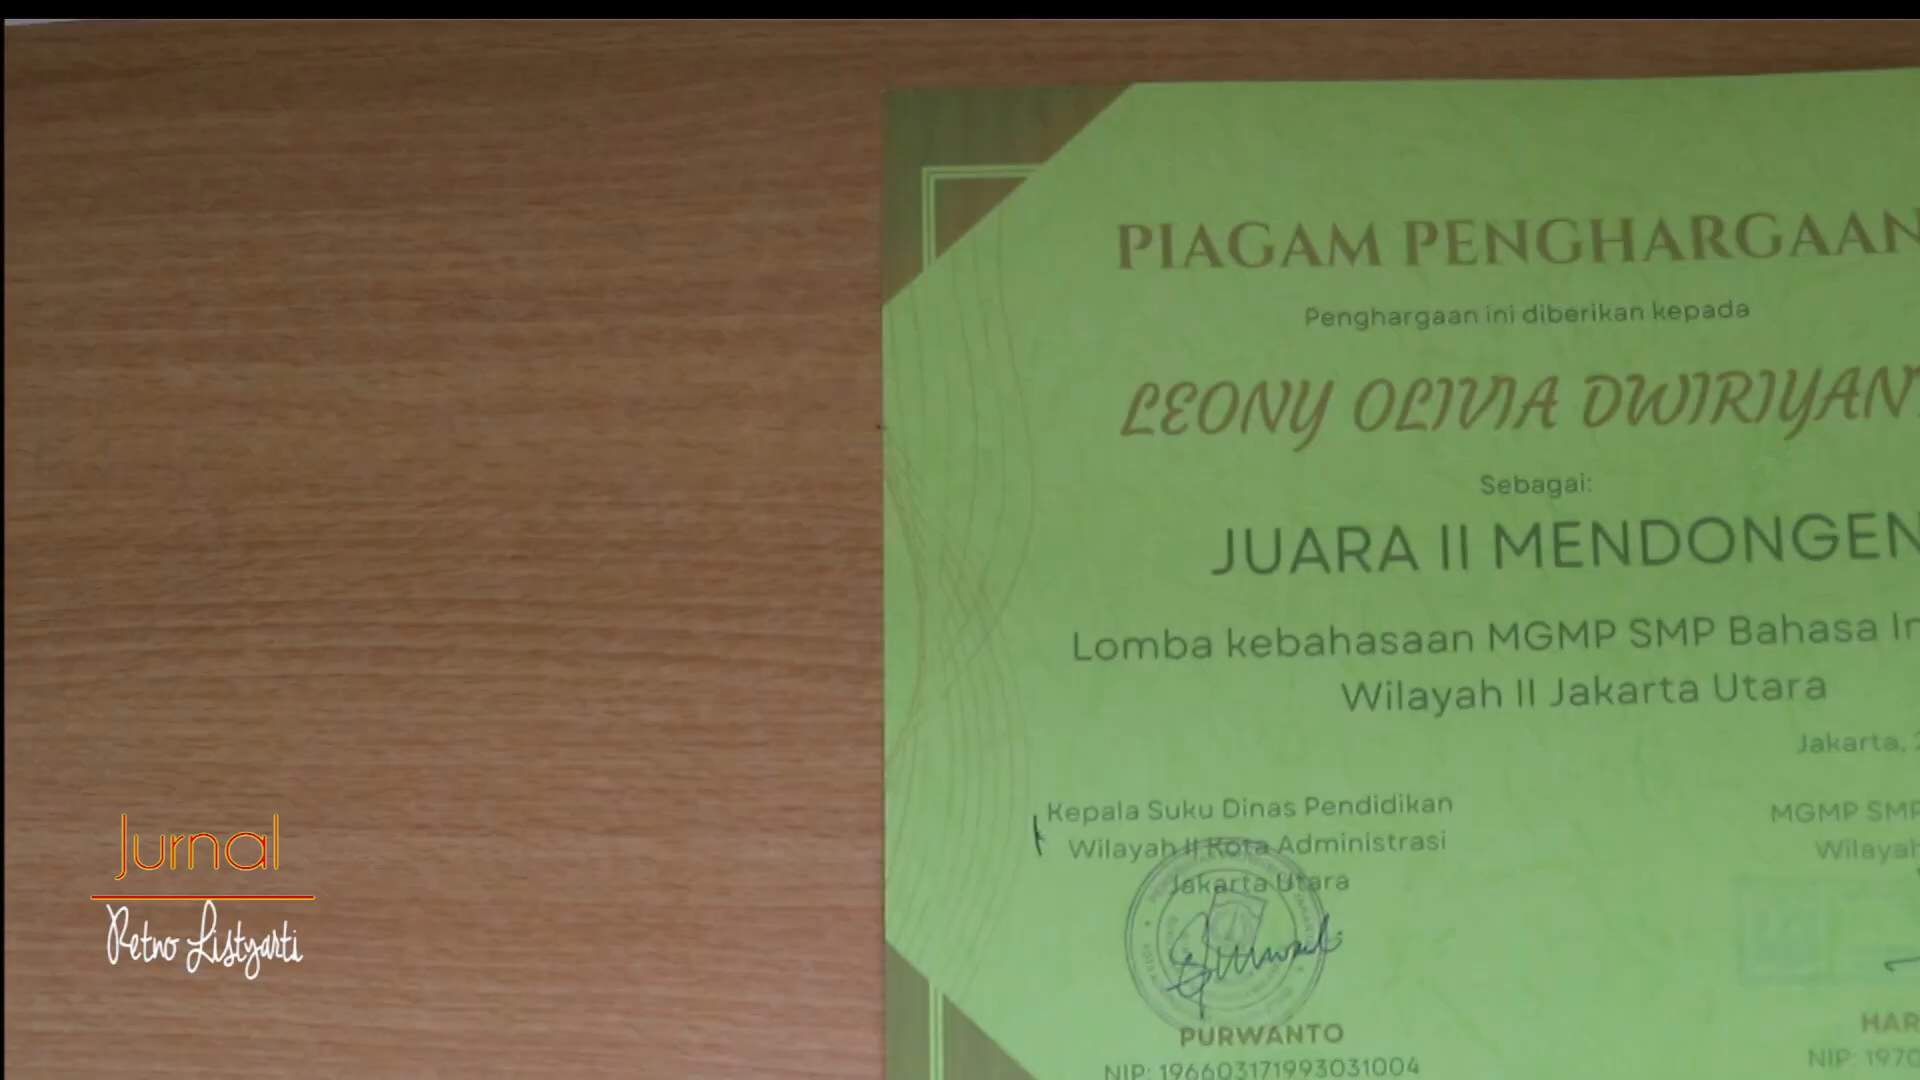 PIAGAM PENGHARGAAN
Penghargaan ini diberikan kepada
LEONY OLIVIA DWIRIYAN
Sebagai:
JUARA II MENDONGEN
Lomba kebahasaan MGMP SMP Bahasa In
Wilayah II Jakarta Utara
Jakarta,
Kepala Suku Dinas Pendidikan
Wilayah II Kota Administrasi
Jakarta Utara
PURWANTO
NIP: 196603171993031004
MGMP SMP
Wilayah
HAR
NIP: 1970
Jurnal
Retno Listyarti